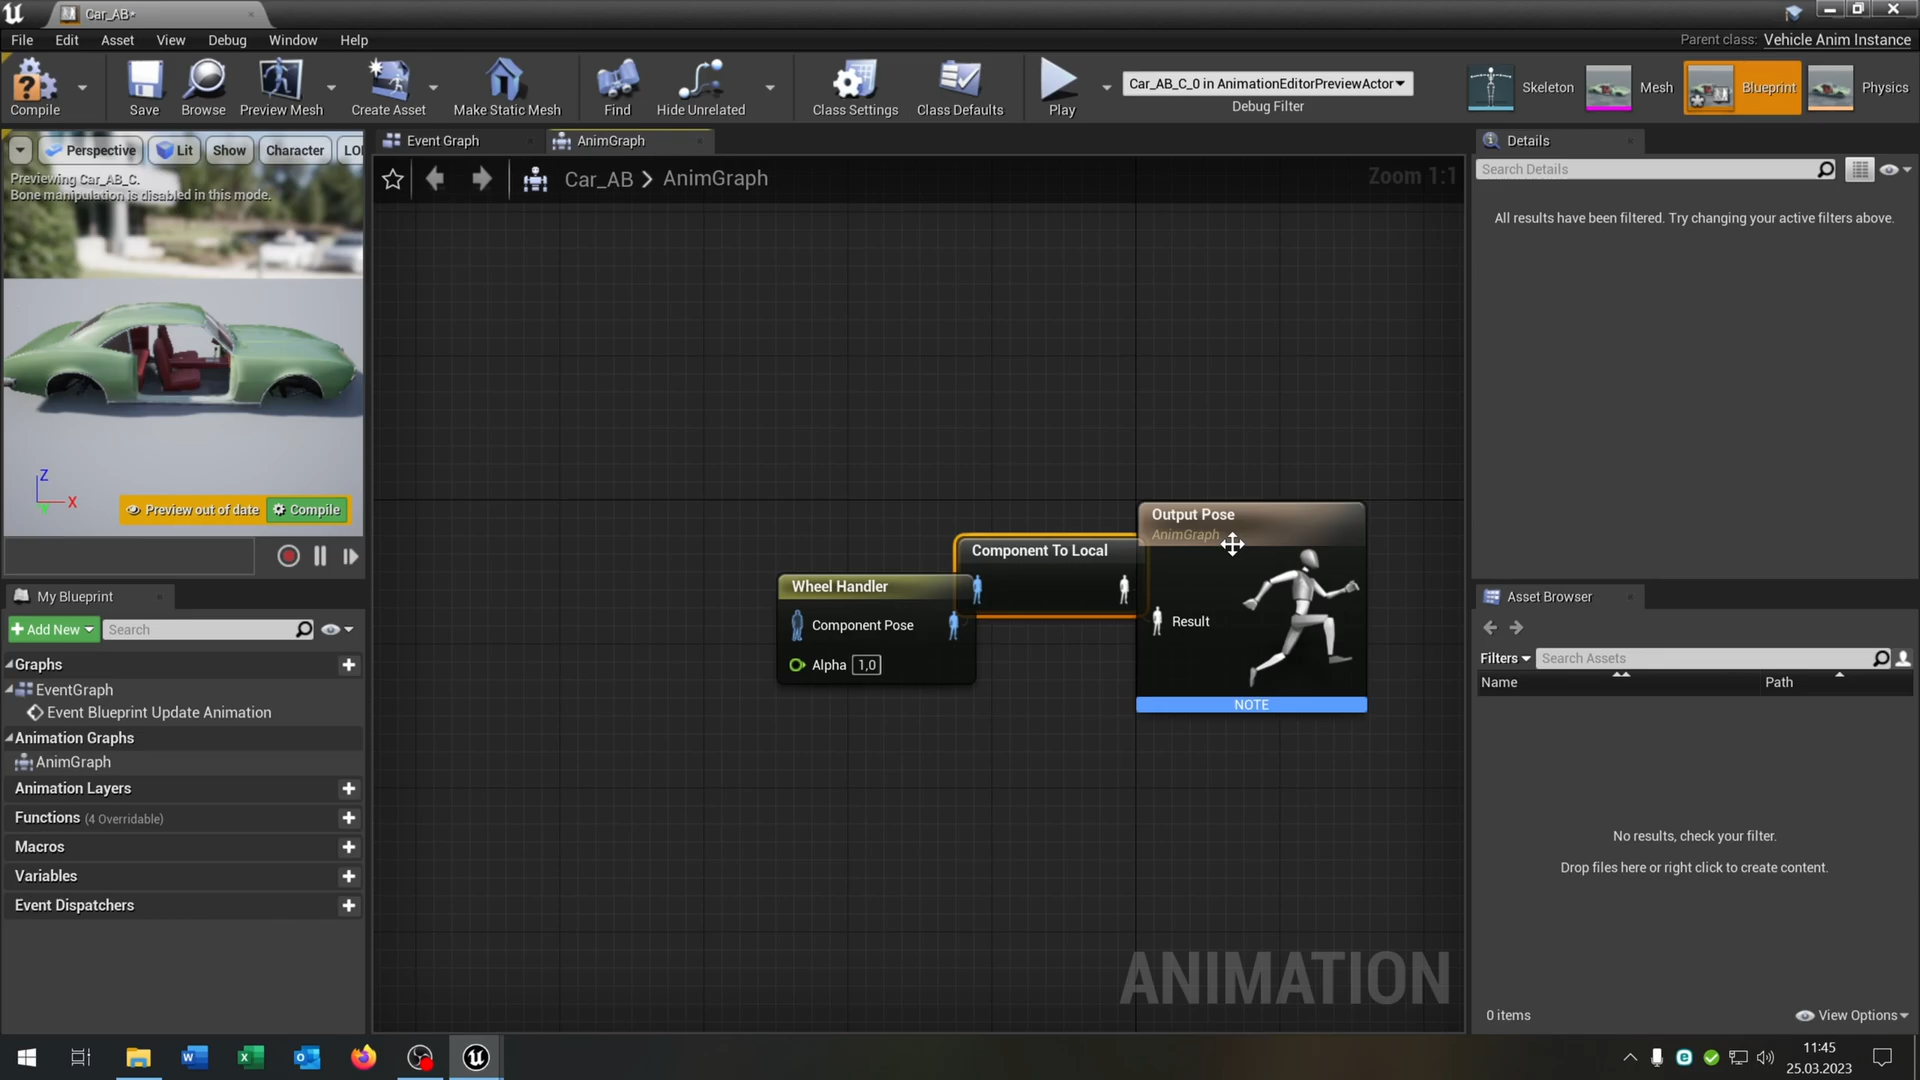 Car_AB*
File Edit Asset View Debug Window Help
Parent class: Vehicle Anim Instance
Compile
Save
Browse
Preview Mesh
Create Asset
Make Static Mesh
Find
Hide Unrelated
Class Settings
Class Defaults
Play
Car_AB_C_0 in AnimationEditorPreviewActor
Debug Filter
Skeleton
Mesh
Blueprint
Physics
Perspective
Lit
Show
Character
LOD
Previewing Car_AB_C.
Bone manipulation is disabled in this mode.
Z
X
Preview out of date
Compile
Event Graph
AnimGraph
Car_AB > AnimGraph
Zoom 1:1
Wheel Handler
Component Pose
Alpha 1,0
Component To Local
Output Pose
AnimGraph
Result
NOTE
ANIMATION
My Blueprint
+ Add New
Search
Graphs
EventGraph
Event Blueprint Update Animation
Animation Graphs
AnimGraph
Animation Layers
Functions (4 Overridable)
Macros
Variables
Event Dispatchers
Details
Search Details
All results have been filtered. Try changing your active filters above.
Asset Browser
Filters
Search Assets
Name
Path
No results, check your filter.
Drop files here or right click to create content.
0 items
View Options
11:45
25.03.2023